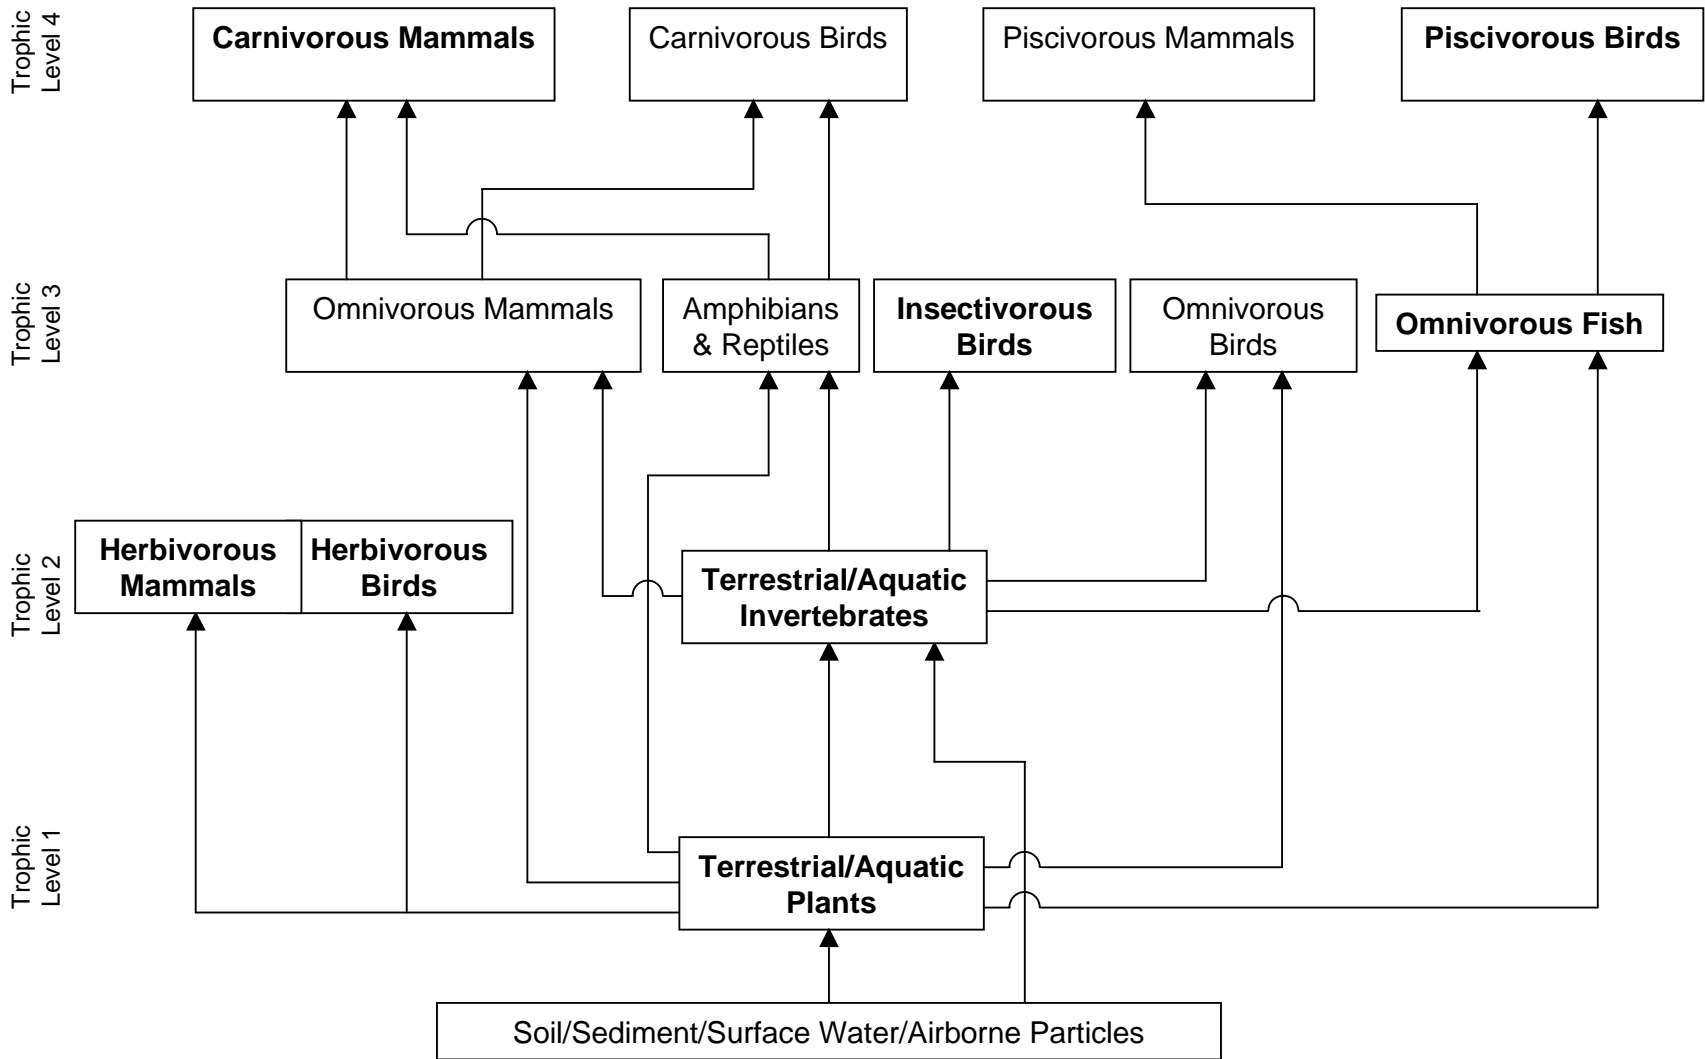 Trophic
Level 4
Carnivorous Mammals
Carnivorous Birds
Piscivorous Mammals
Piscivorous Birds
Trophic
Level 3
Omnivorous Mammals
Amphibians
& Reptiles
Insectivorous
Birds
Omnivorous
Birds
Omnivorous Fish
Trophic
Level 2
Herbivorous
Mammals
Herbivorous
Birds
Terrestrial/Aquatic
Invertebrates
Trophic
Level 1
Terrestrial/Aquatic
Plants
Soil/Sediment/Surface Water/Airborne Particles